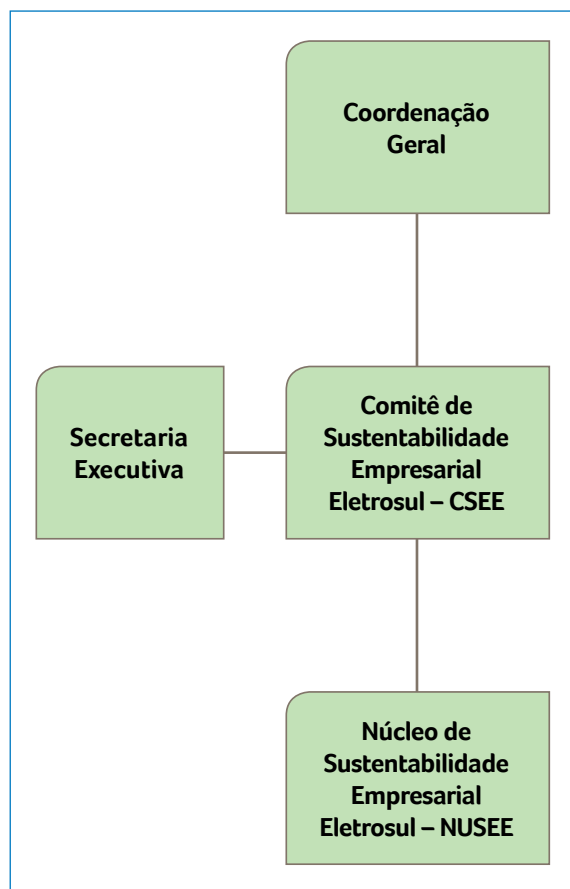 Coordenação
Geral
Secretaria
Executiva
Comitê de
Sustentabilidade
Empresarial
Eletrosul – CSEE
Núcleo de
Sustentabilidade
Empresarial
Eletrosul – NUSEE